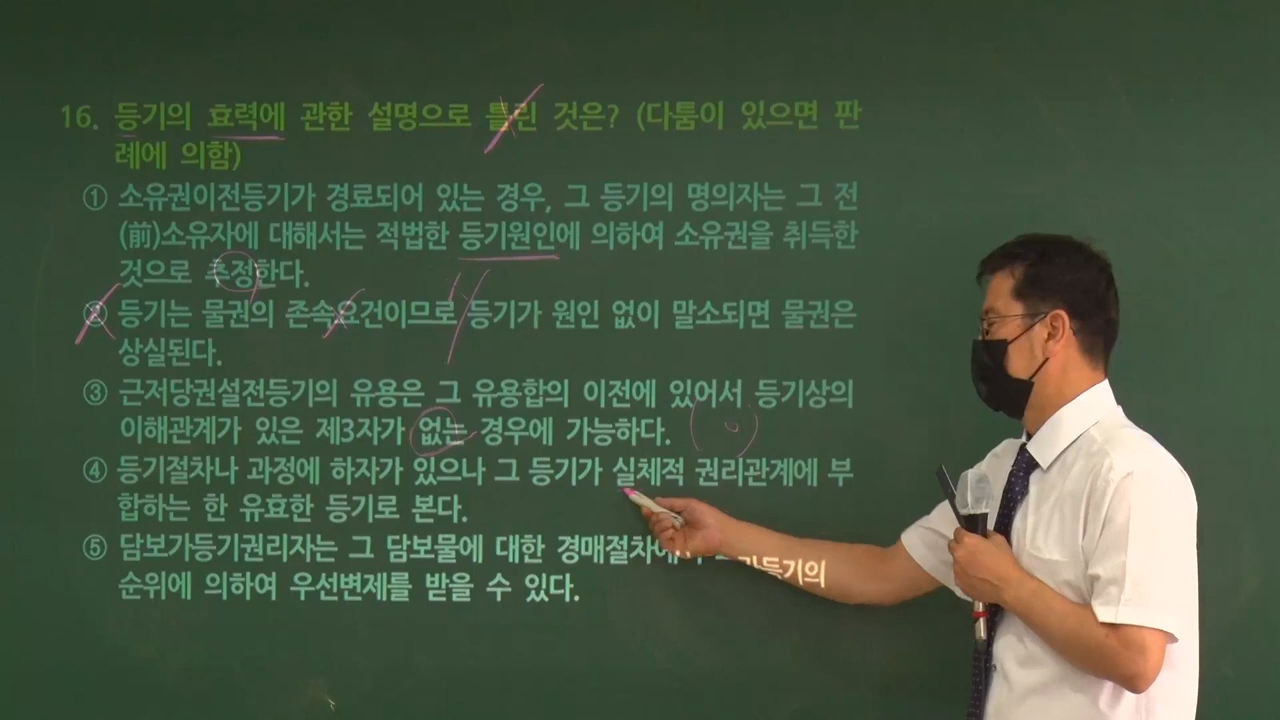 16. 등기의 효력에 관한 설명으로 틀린 것은? (다툼이 있으면 판
례에 의함)
① 소유권이전등기가 경료되어 있는 경우, 그 등기의 명의자는 그 전
(前)소유자에 대해서는 적법한 등기원인에 의하여 소유권을 취득한
것으로 추정한다.
② 등기는 물권의 존속요건이므로 등기가 원인 없이 말소되면 물권은
상실된다.
③ 근저당권설전등기의 유용은 그 유용합의 이전에 있어서 등기상의
이해관계가 있은 제3자가 없는 경우에 가능하다.
④ 등기절차나 과정에 하자가 있으나 그 등기가 실체적 권리관계에 부
합하는 한 유효한 등기로 본다.
⑤ 담보가등기권리자는 그 담보물에 대한 경매절차에서
순위에 의하여 우선변제를 받을 수 있다.